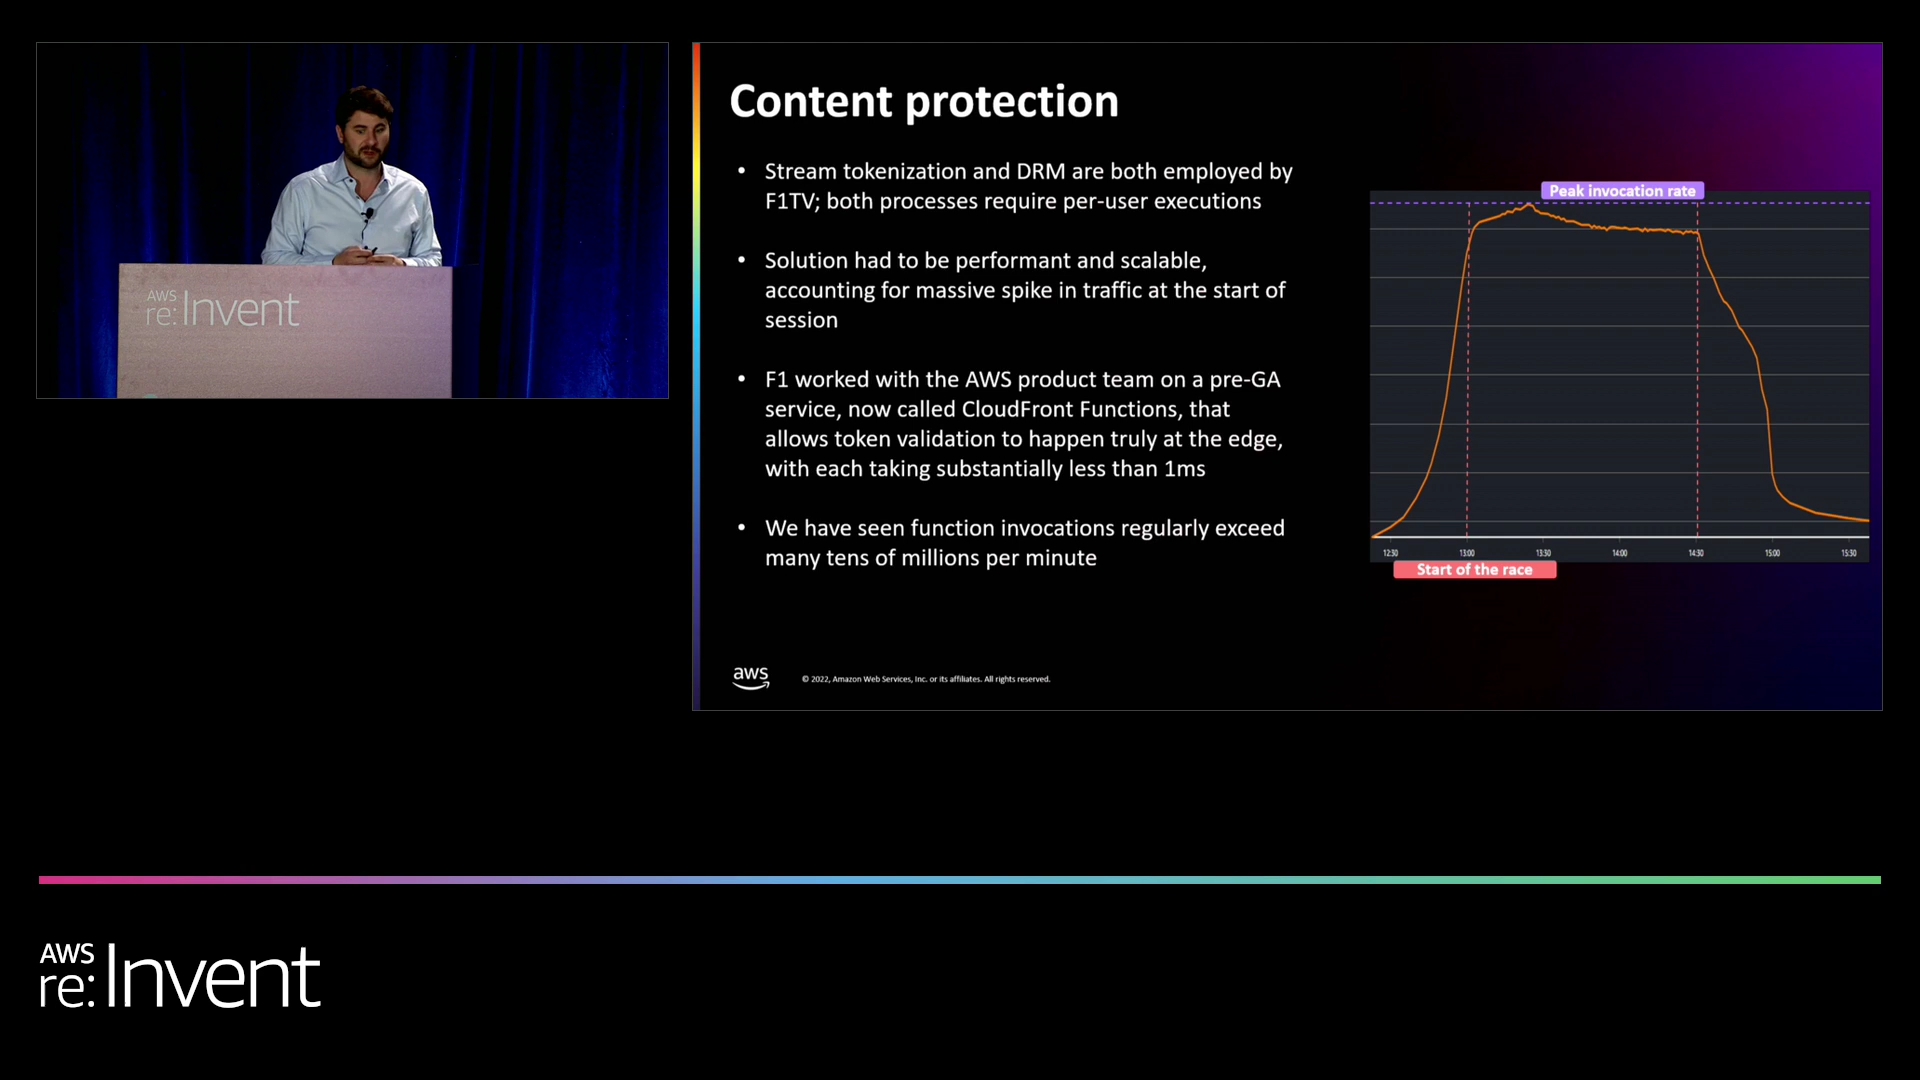 AWS
re:Invent
Content protection
• Stream tokenization and DRM are both employed by
F1TV; both processes require per-user executions
• Solution had to be performant and scalable,
accounting for massive spike in traffic at the start of
session
• F1 worked with the AWS product team on a pre-GA
service, now called CloudFront Functions, that
allows token validation to happen truly at the edge,
with each taking substantially less than 1ms
• We have seen function invocations regularly exceed
many tens of millions per minute
Peak invocation rate
12:30 13:00 13:30 14:00 14:30 15:00 15:30
Start of the race
aws
© 2022, Amazon Web Services, Inc. or its affiliates. All rights reserved.
AWS
re:Invent